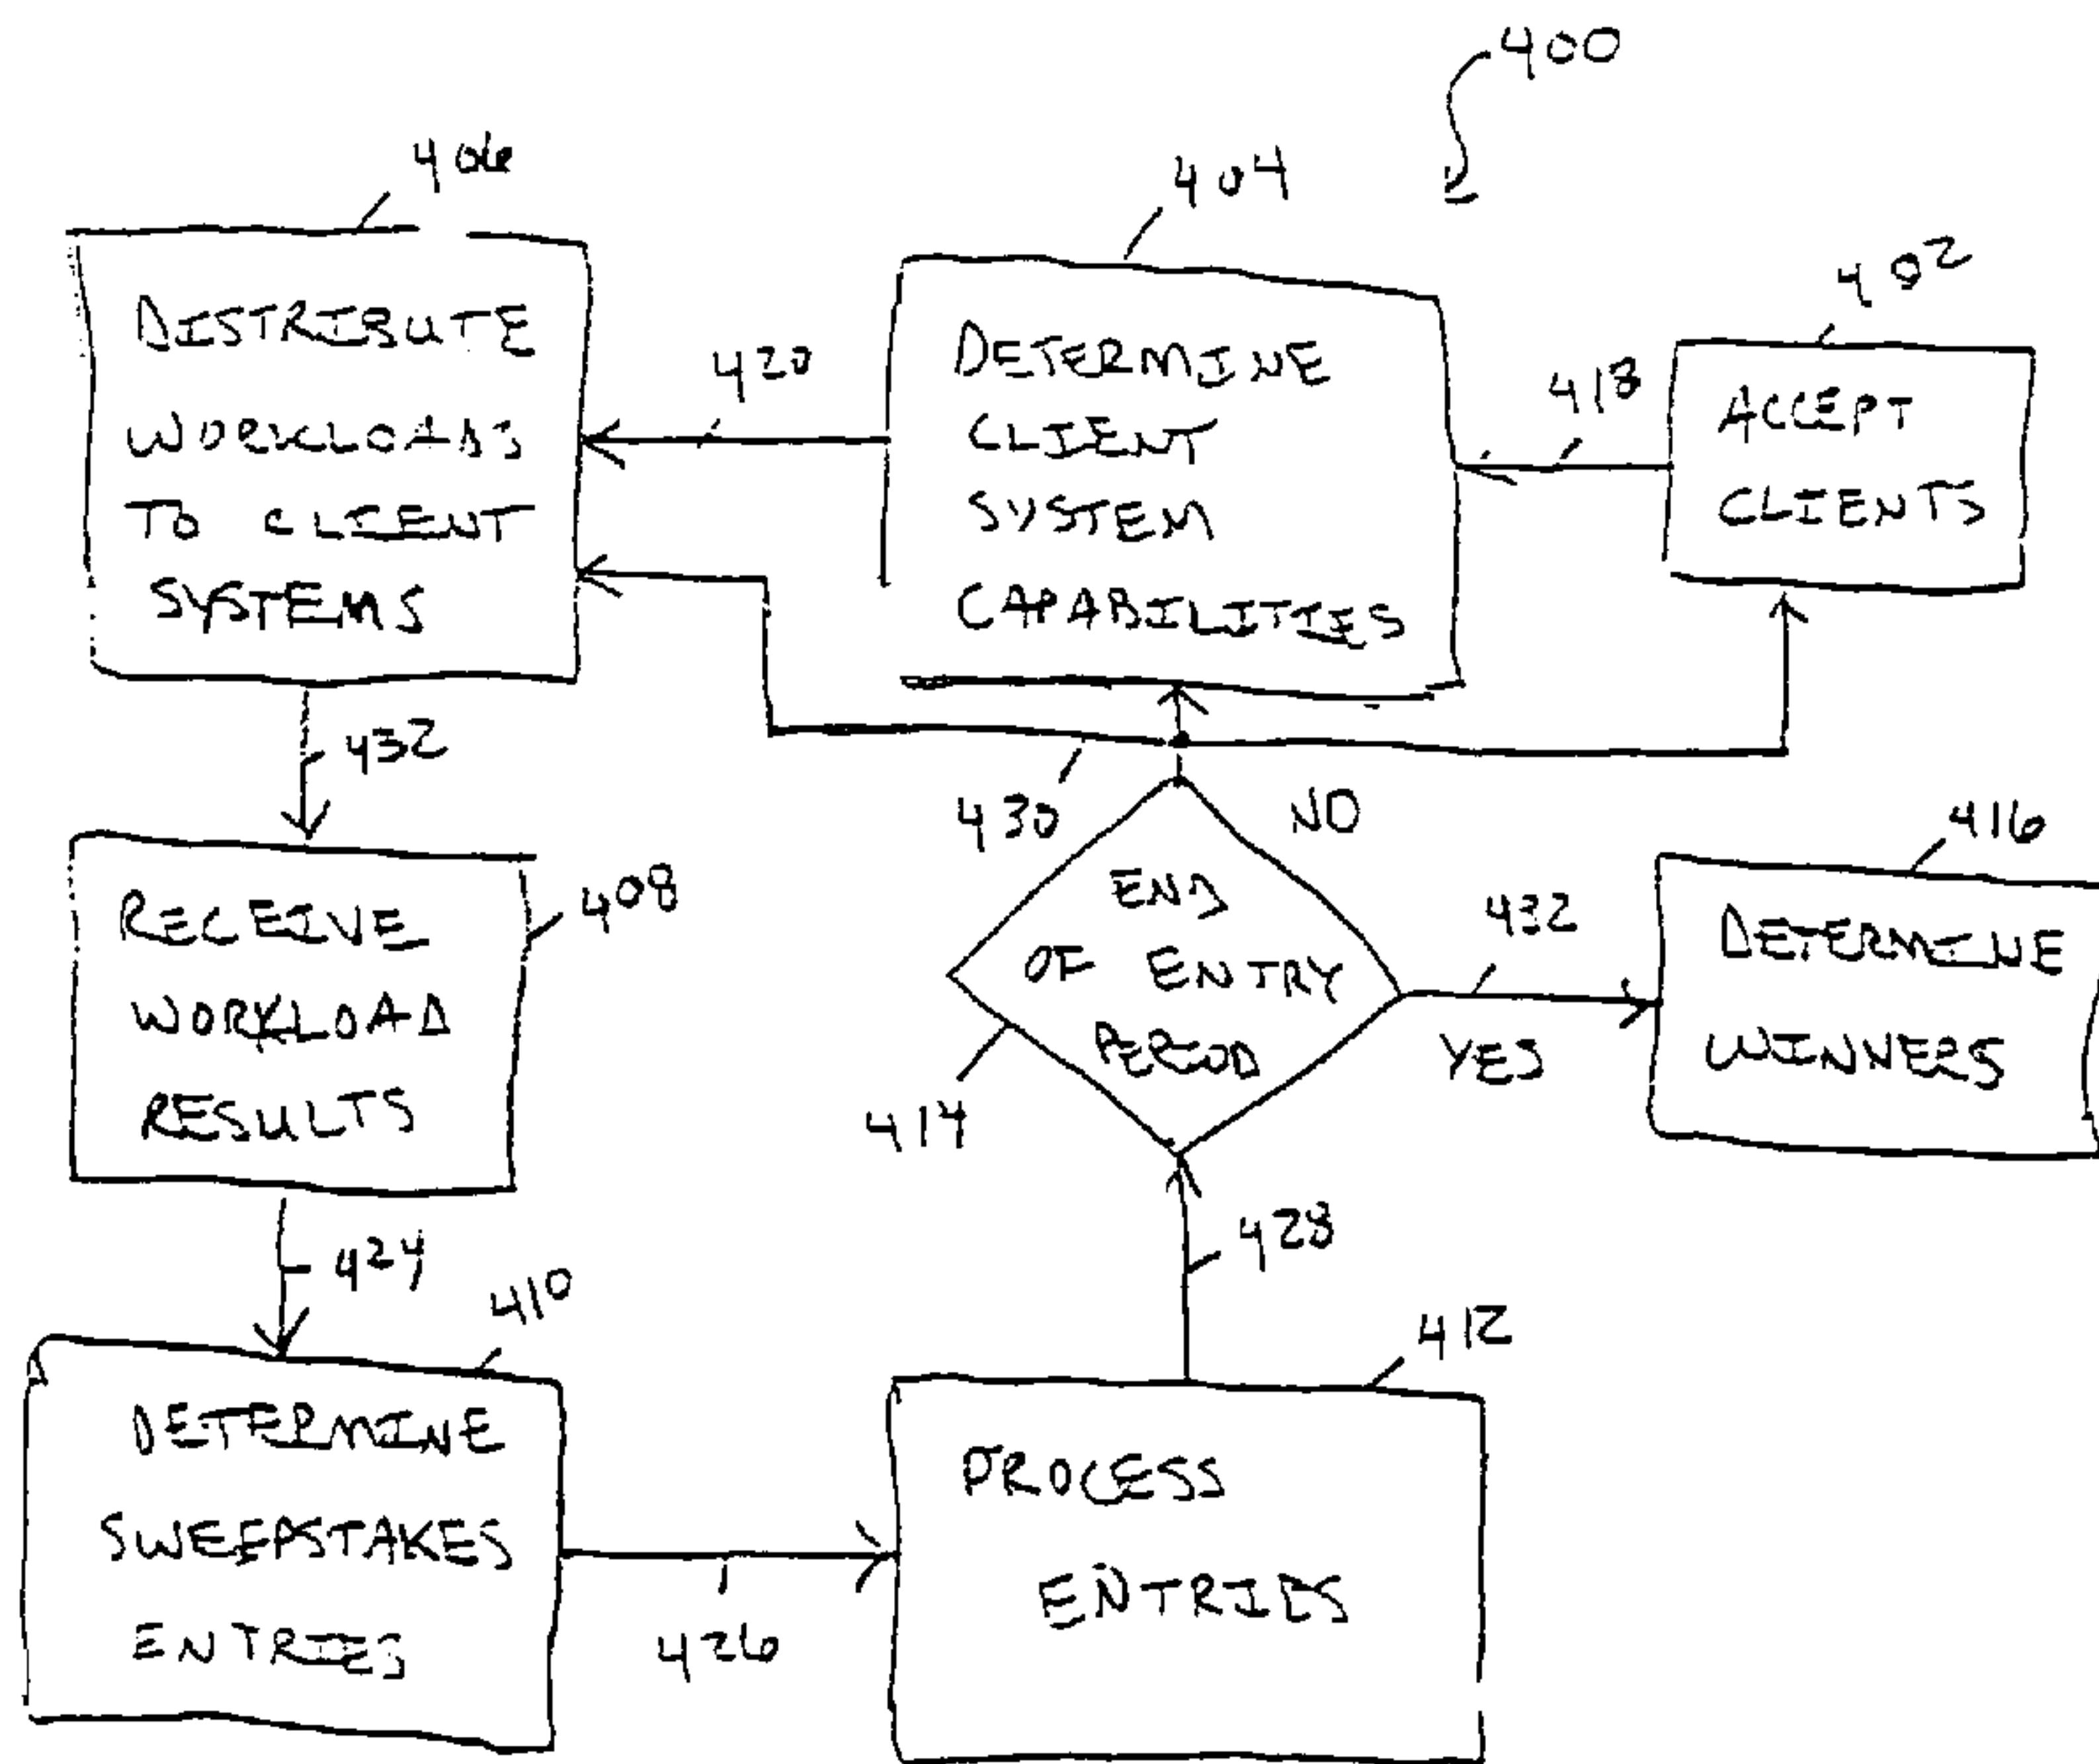 400
406
404
402
DISTRIBUTE
WORKLOADS
TO CLIENT
SYSTEMS
420
DETERMINE
CLIENT
SYSTEM
CAPABILITIES
418
ACCEPT
CLIENTS
432
430
NO
416
RECEIVE
WORKLOAD
RESULTS
408
END
OF ENTRY
PERIOD
414
432
YES
DETERMINE
WINNERS
424
410
428
412
DETERMINE
SWEEPSTAKES
ENTRIES
426
PROCESS
ENTRIES